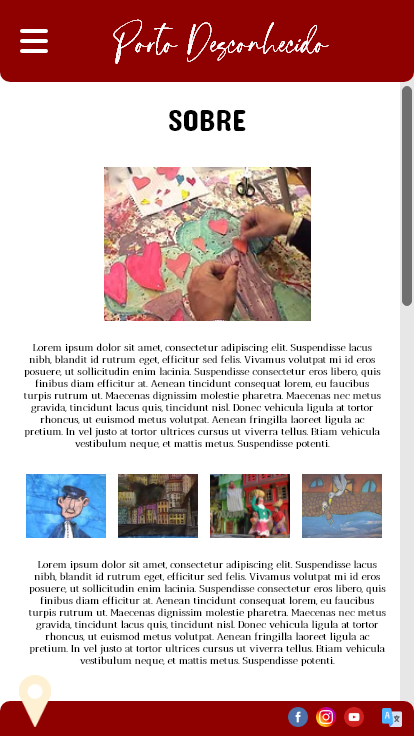 Porto Desconhecido
SOBRE
Lorem ipsum dolor sit amet, consectetur adipiscing elit. Suspendisse lacus
nibh, blandit id rutrum eget, efficitur sed felis. Vivamus volutpat mi id eros
posuere, ut sollicitudin enim lacinia. Suspendisse consectetur eros libero, quis
finibus diam efficitur at. Aenean tincidunt consequat lorem, eu faucibus
turpis rutrum ut. Maecenas dignissim molestie pharetra. Maecenas nec metus
gravida, tincidunt lacus quis, tincidunt nisl. Donec vehicula ligula at tortor
rhoncus, ut euismod metus volutpat. Aenean fringilla laoreet ligula ac
pretium. In vel justo at tortor ultrices cursus ut viverra tellus. Etiam vehicula
vestibulum neque, et mattis metus. Suspendisse potenti.
Lorem ipsum dolor sit amet, consectetur adipiscing elit. Suspendisse lacus
nibh, blandit id rutrum eget, efficitur sed felis. Vivamus volutpat mi id eros
posuere, ut sollicitudin enim lacinia. Suspendisse consectetur eros libero, quis
finibus diam efficitur at. Aenean tincidunt consequat lorem, eu faucibus
turpis rutrum ut. Maecenas dignissim molestie pharetra. Maecenas nec metus
gravida, tincidunt lacus quis, tincidunt nisl. Donec vehicula ligula at tortor
rhoncus, ut euismod metus volutpat. Aenean fringilla laoreet ligula ac
pretium. In vel justo at tortor ultrices cursus ut viverra tellus. Etiam vehicula
vestibulum neque, et mattis metus. Suspendisse potenti.
A 文